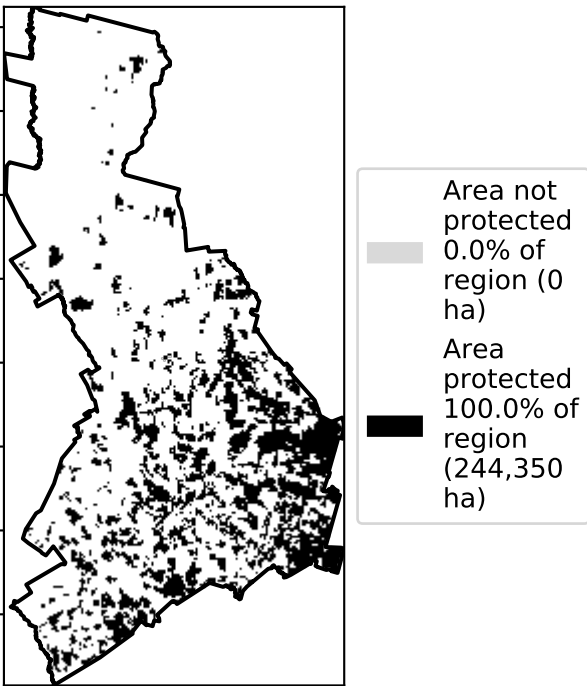 Area not
protected
0.0% of
region (0
ha)
Area
protected
100.0% of
region
(244,350
ha)